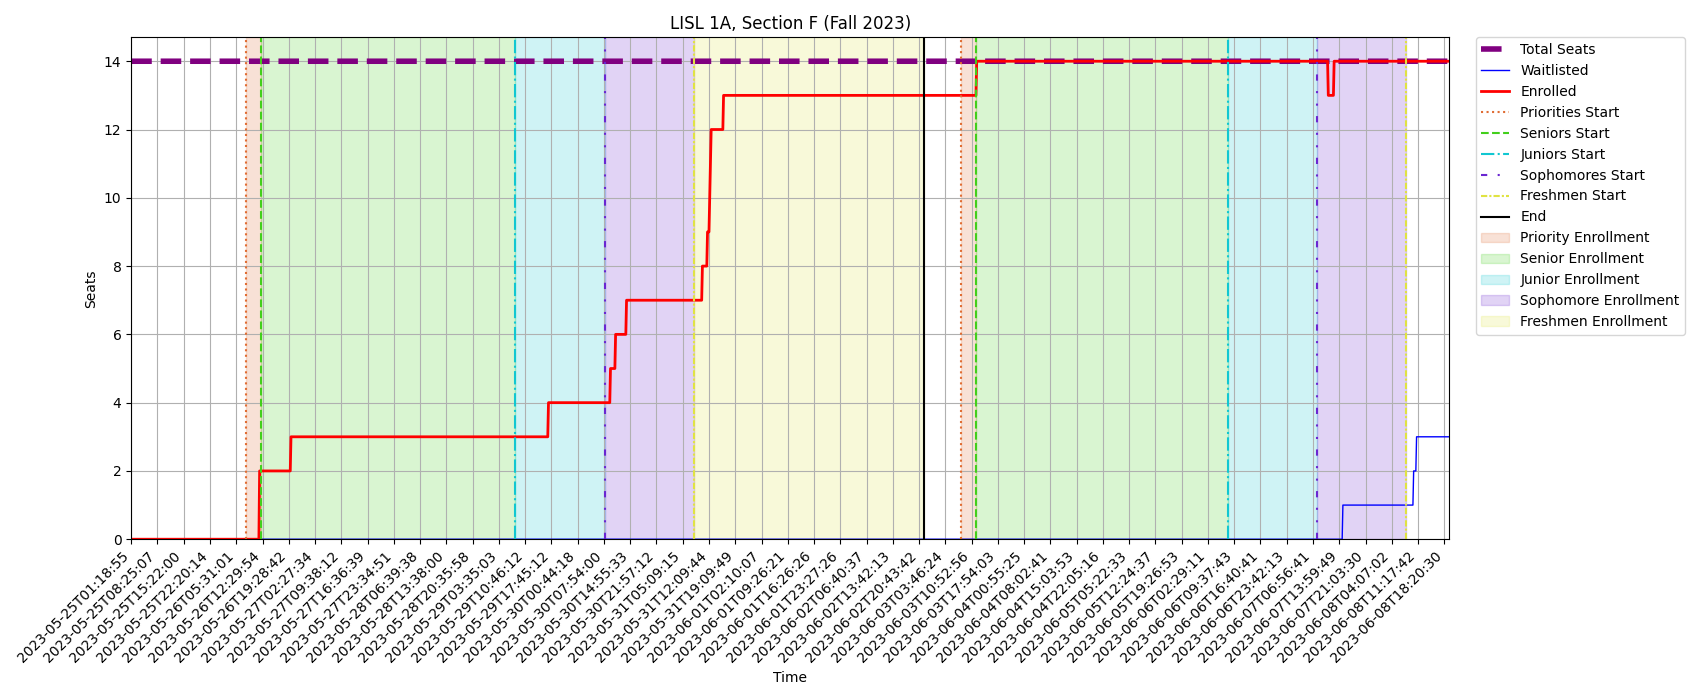 LISL 1A, Section F (Fall 2023)
Seats
14
12
10
8
6
4
2
0
2023-05-25T01:18:55
2023-05-25T08:25:07
2023-05-25T15:22:00
2023-05-25T22:20:14
2023-05-26T05:31:01
2023-05-26T12:29:54
2023-05-26T19:28:42
2023-05-27T02:27:34
2023-05-27T09:38:12
2023-05-27T16:36:39
2023-05-27T23:34:51
2023-05-28T06:39:38
2023-05-28T13:38:00
2023-05-28T20:35:58
2023-05-29T03:35:03
2023-05-29T10:46:12
2023-05-29T17:45:12
2023-05-30T00:44:18
2023-05-30T07:54:00
2023-05-30T14:55:33
2023-05-30T21:57:12
2023-05-31T05:09:15
2023-05-31T12:09:44
2023-05-31T19:09:49
2023-06-01T02:10:07
2023-06-01T09:26:21
2023-06-01T16:26:26
2023-06-01T23:27:26
2023-06-02T06:40:37
2023-06-02T13:42:13
2023-06-02T20:43:42
2023-06-03T03:46:24
2023-06-03T10:52:56
2023-06-03T17:54:03
2023-06-04T00:55:25
2023-06-04T08:02:41
2023-06-04T15:03:53
2023-06-04T22:05:16
2023-06-05T05:22:33
2023-06-05T12:24:37
2023-06-05T19:26:53
2023-06-06T02:29:11
2023-06-06T09:37:43
2023-06-06T16:40:41
2023-06-06T23:42:13
2023-06-07T06:56:41
2023-06-07T13:59:49
2023-06-07T21:03:30
2023-06-08T04:07:02
2023-06-08T11:17:42
2023-06-08T18:20:30
Time
Total Seats
Waitlisted
Enrolled
Priorities Start
Seniors Start
Juniors Start
Sophomores Start
Freshmen Start
End
Priority Enrollment
Senior Enrollment
Junior Enrollment
Sophomore Enrollment
Freshmen Enrollment